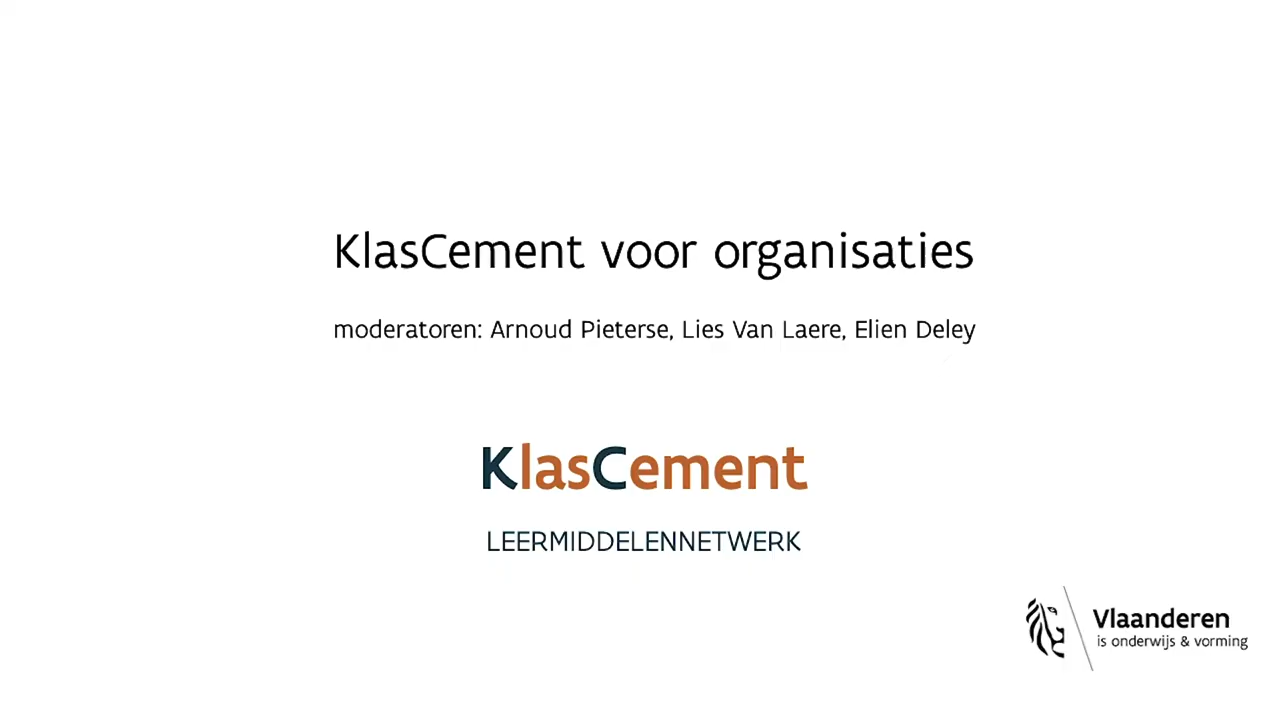 KlasCement voor organisaties
moderatoren: Arnoud Pieterse, Lies Van Laere, Elien Deley
KlasCement
LEERMIDDELENNETWERK
Vlaanderen
is onderwijs & vorming